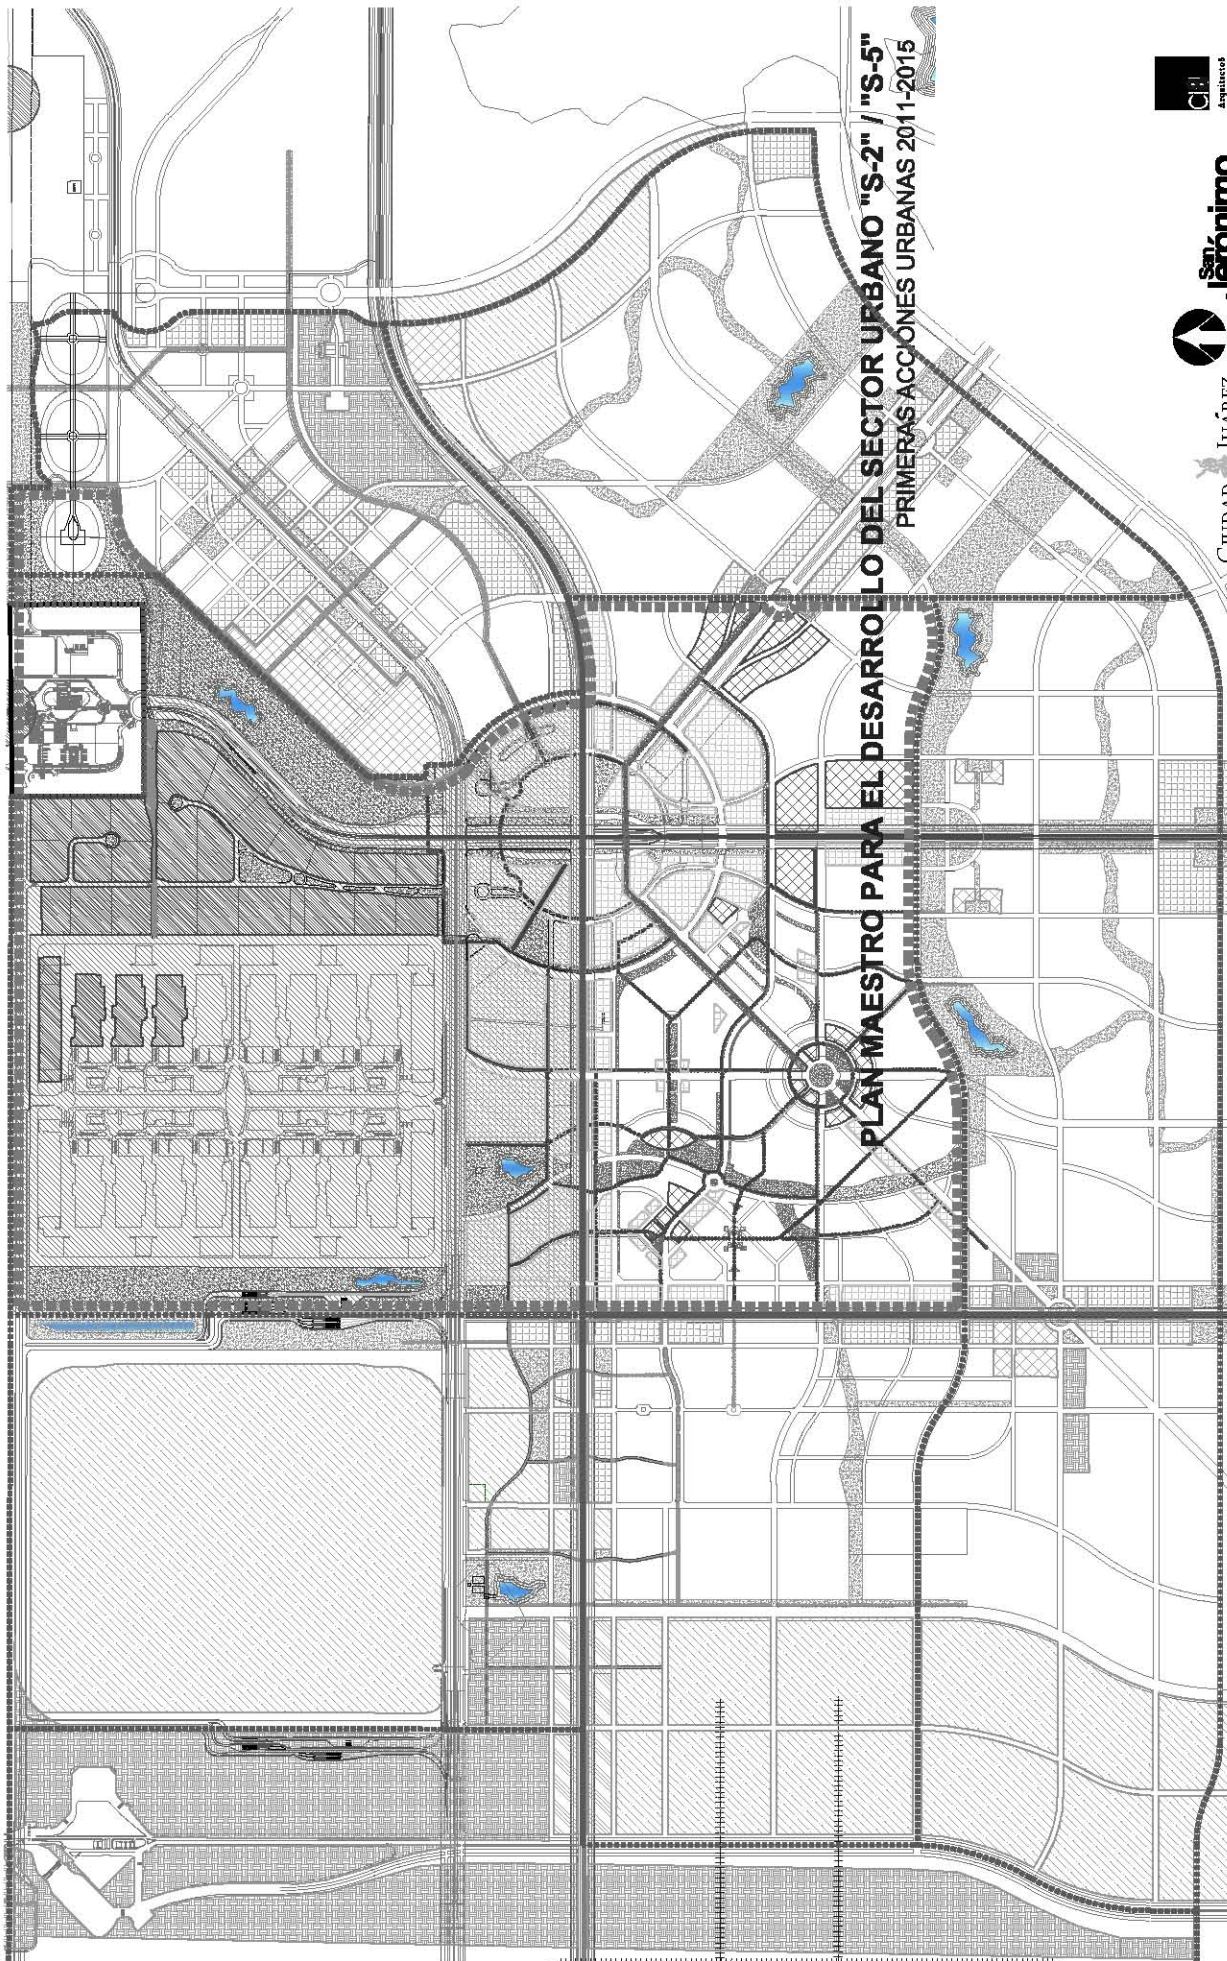 PLAN MAESTRO PARA EL DESARROLLO DEL SECTOR URBANO "S-2" / "S-5"
PRIMERAS ACCIONES URBANAS 2011-2015
CIBU
Arquitectos
San
Jerónimo
CIUDAD JUÁREZ